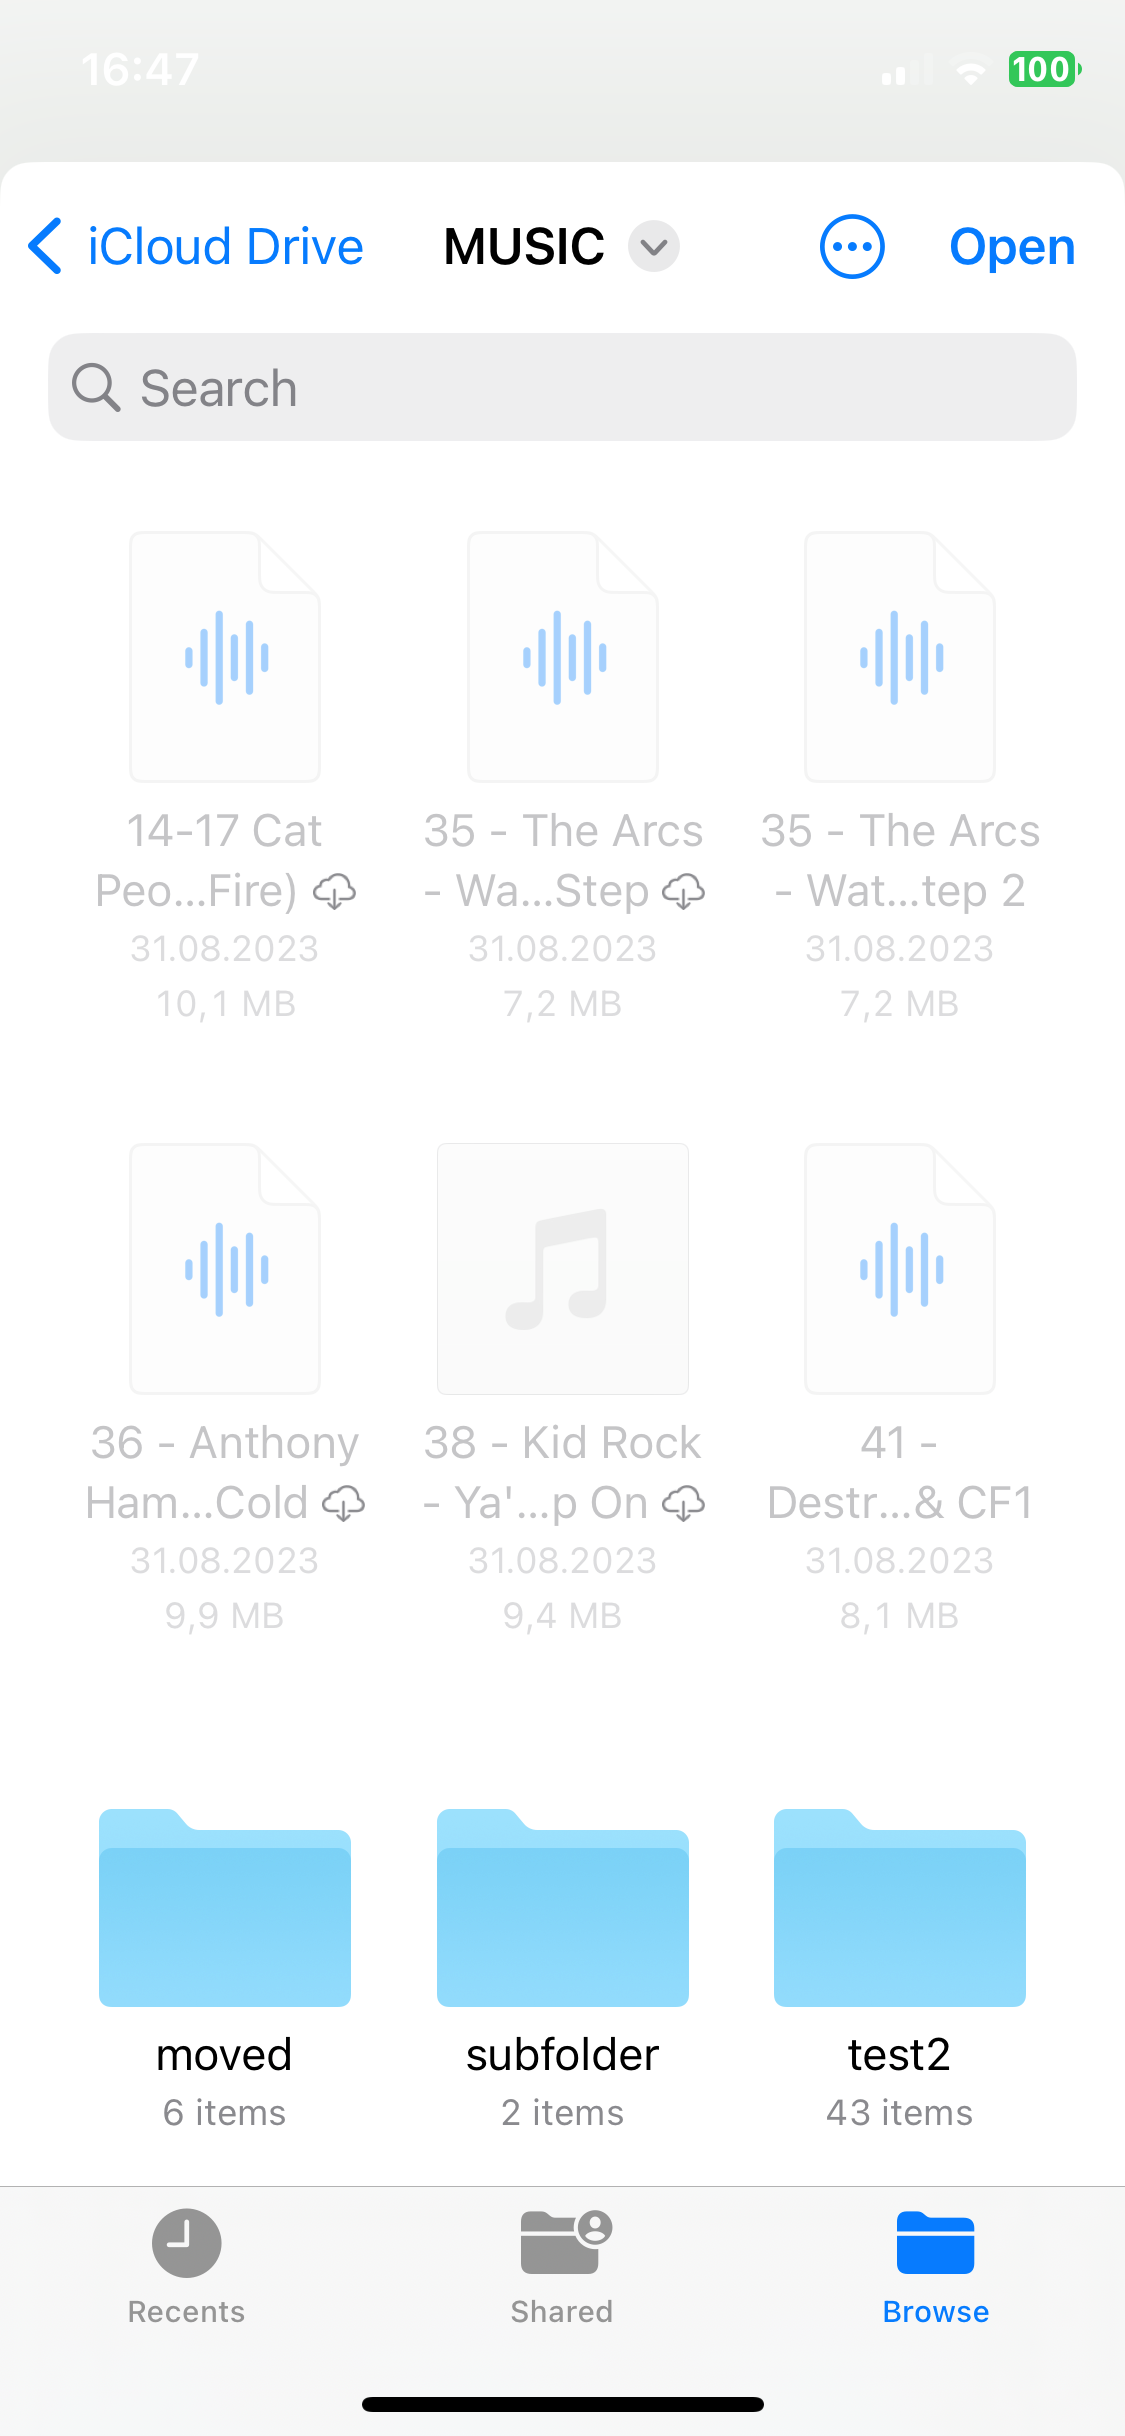 16:47
100
iCloud Drive
MUSIC
Open
Search
14-17 Cat
Peo...Fire)
31.08.2023
10,1 MB
35 - The Arcs
- Wa...Step
31.08.2023
7,2 MB
35 - The Arcs
- Wat...tep 2
31.08.2023
7,2 MB
36 - Anthony
Ham...Cold
31.08.2023
9,9 MB
38 - Kid Rock
- Ya'...p On
31.08.2023
9,4 MB
41 -
Destr...& CF1
31.08.2023
8,1 MB
moved
6 items
subfolder
2 items
test2
43 items
Recents
Shared
Browse